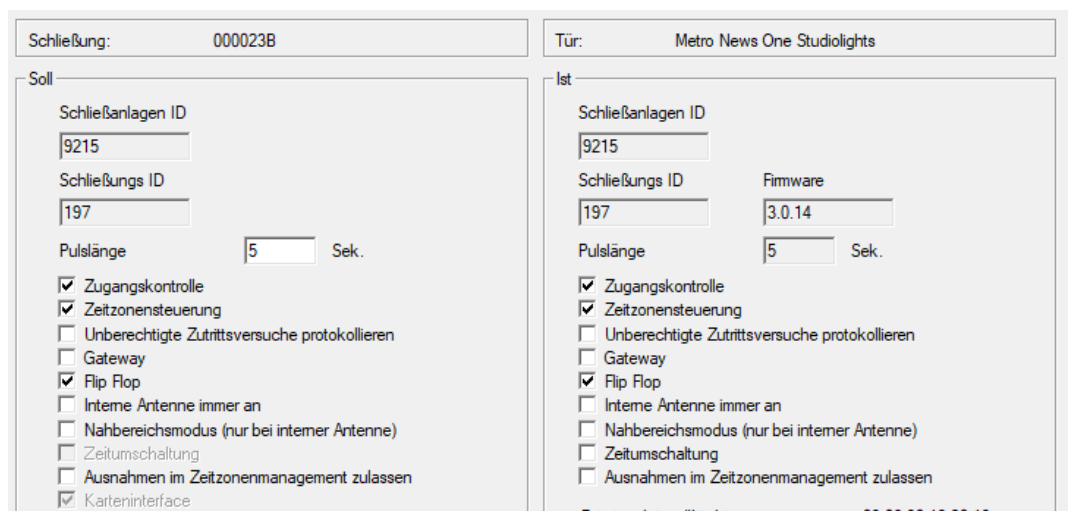 Schließung: 000023B
Tür: Metro News One Studiolights
Soll
Schließanlagen ID
9215
Schließungs ID
197
Pulslänge 5 Sek.
Zugangskontrolle
Zeitzonensteuerung
Unberechtigte Zutrittsversuche protokollieren
Gateway
Flip Flop
Interne Antenne immer an
Nahbereichsmodus (nur bei interner Antenne)
Zeitumschaltung
Ausnahmen im Zeitzonenmanagement zulassen
Karteninterface
Ist
Schließanlagen ID
9215
Schließungs ID Firmware
197 3.0.14
Pulslänge 5 Sek.
Zugangskontrolle
Zeitzonensteuerung
Unberechtigte Zutrittsversuche protokollieren
Gateway
Flip Flop
Interne Antenne immer an
Nahbereichsmodus (nur bei interner Antenne)
Zeitumschaltung
Ausnahmen im Zeitzonenmanagement zulassen